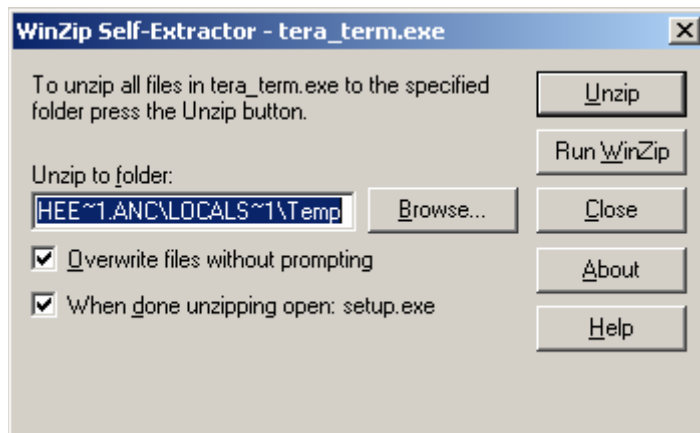 WinZip Self-Extractor - tera_term.exe
To unzip all files in tera_term.exe to the specified
folder press the Unzip button.
Unzip
Run WinZip
Unzip to folder:
HEE~1.ANC\LOCALS~1\Temp
Browse...
Close
Overwrite files without prompting
About
When done unzipping open: setup.exe
Help